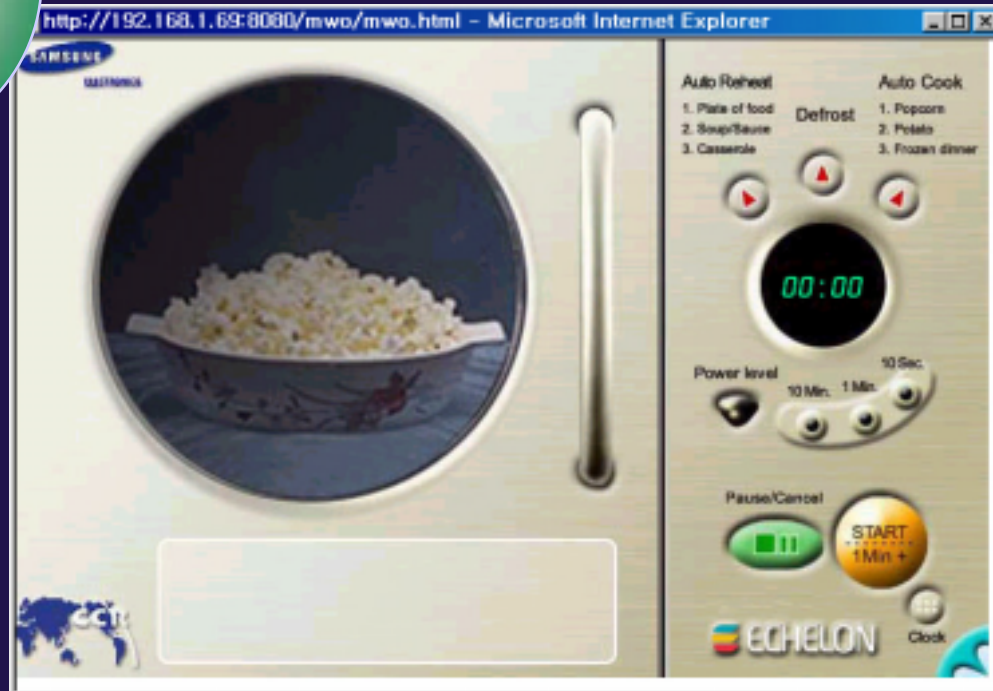 http://192.168.1.69:8080/mwo/mwo.html - Microsoft Internet Explorer
SAMSUNG
ELECTRONICS
Auto Reheat
1. Plate of food
2. Soup/Sauce
3. Casserole
Defrost
Auto Cook
1. Popcorn
2. Potato
3. Frozen dinner
00:00
Power level
10 Min.
1 Min.
10 Sec.
Pause/Cancel
START
1Min +
Clock
ECHELON